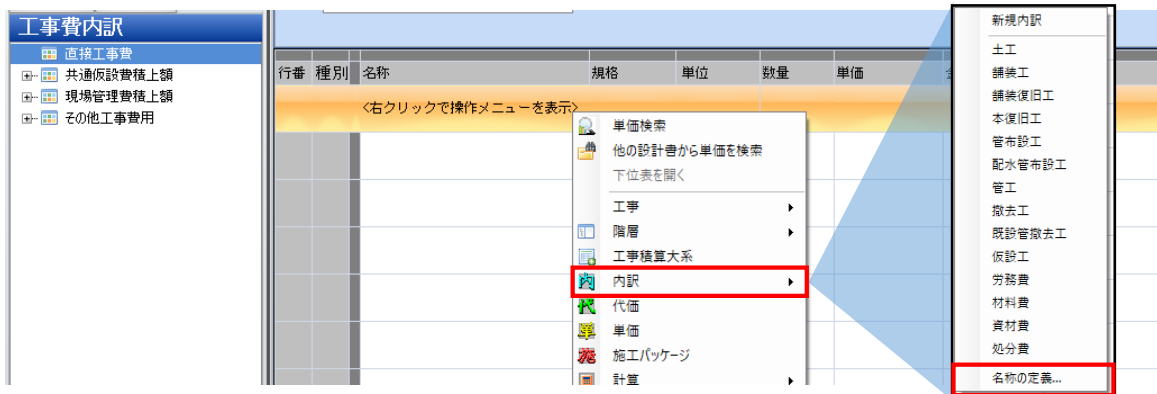 工事費内訳
直接工事費
共通仮設費積上額
現場管理費積上額
その他工事費用
行番 種別 名称 規格 単位 数量 単価
<右クリックで操作メニューを表示>
単価検索
他の設計書から単価を検索
下位表を開く
工事
階層
工事積算大系
内 内訳
代 代価
単 単価
施 施工パッケージ
計算
新規内訳
土工
舗装工
舗装復旧工
本復旧工
管布設工
配水管布設工
管工
撤去工
既設管撤去工
仮設工
労務費
材料費
資材費
処分費
名称の定義...